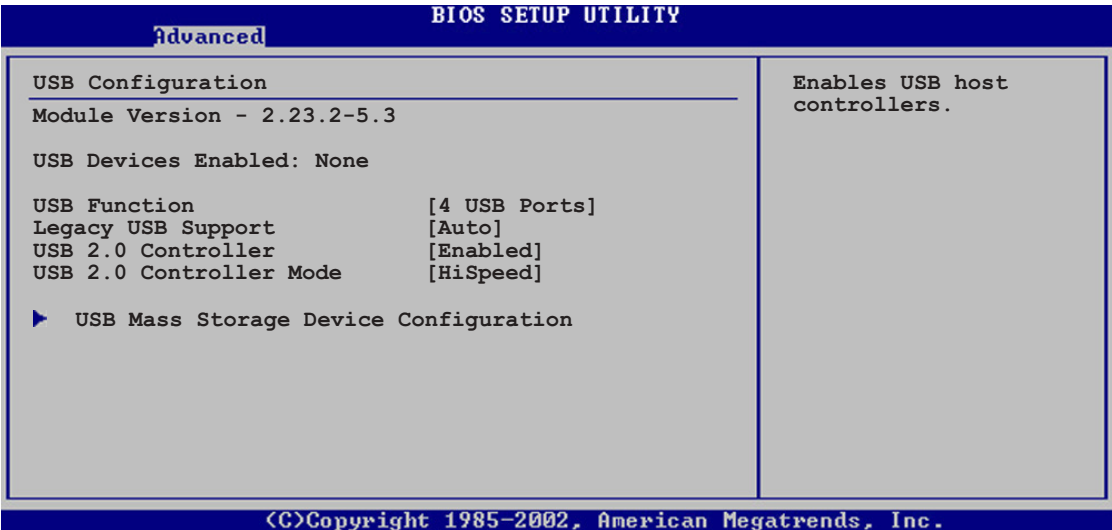 BIOS SETUP UTILITY
Advanced
USB Configuration
Module Version - 2.23.2-5.3
USB Devices Enabled: None
USB Function [4 USB Ports]
Legacy USB Support [Auto]
USB 2.0 Controller [Enabled]
USB 2.0 Controller Mode [HiSpeed]
USB Mass Storage Device Configuration
Enables USB host
controllers.
(C)Copyright 1985-2002, American Megatrends, Inc.